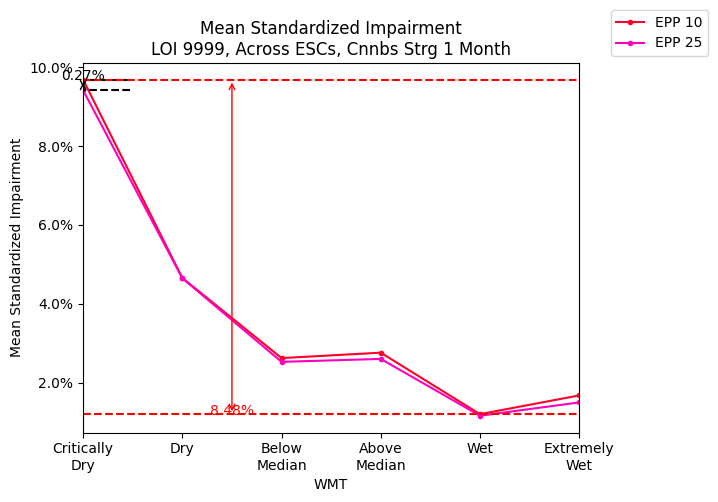 Mean Standardized Impairment
LOI 9999, Across ESCs, Cnnbs Strg 1 Month
EPP 10
EPP 25
10.0%
0.27%
8.0%
6.0%
4.0%
2.0%
Mean Standardized Impairment
8.48%
Critically
Dry
Dry
Below
Median
Above
Median
Wet
Extremely
Wet
WMT